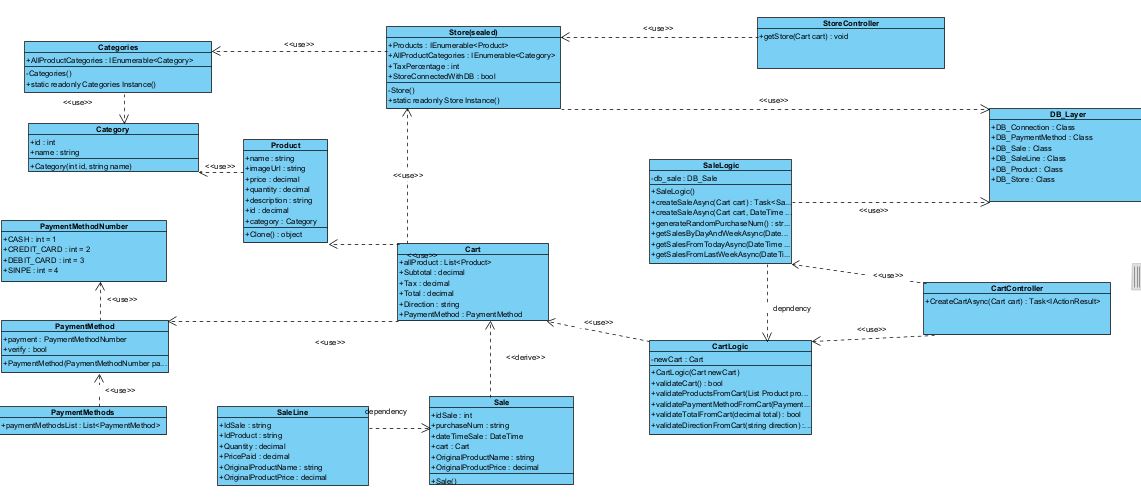 StoreController
+getStore(Cart cart) : void
<<use>>
Store(sealed)
+Products : IEnumerable<Product>
+AllProductCategories : IEnumerable<Category>
+TaxPercentage : int
+StoreConnectedWithDB : bool
-Store()
+static readonly Store Instance()
<<use>>
Categories
+AllProductCategories : IEnumerable<Category>
-Categories()
+static readonly Categories Instance()
<<use>>
Category
+id : int
+name : string
+Category(int id, string name)
<<use>>
Product
+name : string
+imageUrl : string
+price : decimal
+quantity : decimal
+description : string
+id : decimal
+category : Category
+Clone() : object
<<use>>
<<use>>
DB_Layer
+DB_Connection : Class
+DB_PaymentMethod : Class
+DB_Sale : Class
+DB_SaleLine : Class
+DB_Product : Class
+DB_Store : Class
SaleLogic
-db_sale : DB_Sale
+SaleLogic()
+createSaleAsync(Cart cart) : Task<Sa...
+createSaleAsync(Cart cart, DateTime ...
+generateRandomPurchaseNum() : str...
+getSalesByDayAndWeekAsync(Date...
+getSalesFromTodayAsync(DateTime ...
+getSalesFromLastWeekAsync(DateTi...
<<use>>
PaymentMethodNumber
+CASH : int = 1
+CREDIT_CARD : int = 2
+DEBIT_CARD : int = 3
+SINPE : int = 4
<<use>>
Cart
<<use>>
+allProduct : List<Product>
+Subtotal : decimal
+Tax : decimal
+Total : decimal
+Direction : string
+PaymentMethod : PaymentMethod
<<use>>
CartController
+CreateCartAsync(Cart cart) : Task<IActionResult>
depndency
<<use>>
<<use>>
PaymentMethod
+payment : PaymentMethodNumber
+verify : bool
+PaymentMethod(PaymentMethodNumber pa...
<<use>>
<<derive>>
CartLogic
-newCart : Cart
+CartLogic(Cart newCart)
+validateCart() : bool
+validateProductsFromCart(List Product pro...
+validatePaymentMethodFromCart(Payment...
+validateTotalFromCart(decimal total) : bool
+validateDirectionFromCart(string direction) :...
<<use>>
PaymentMethods
+paymentMethodsList : List<PaymentMethod>
SaleLine
+IdSale : string
+IdProduct : string
+Quantity : decimal
+PricePaid : decimal
+OriginalProductName : string
+OriginalProductPrice : decimal
dependency
Sale
+idSale : int
+purchaseNum : string
+dateTimeSale : DateTime
+cart : Cart
+OriginalProductName : string
+OriginalProductPrice : decimal
+Sale()